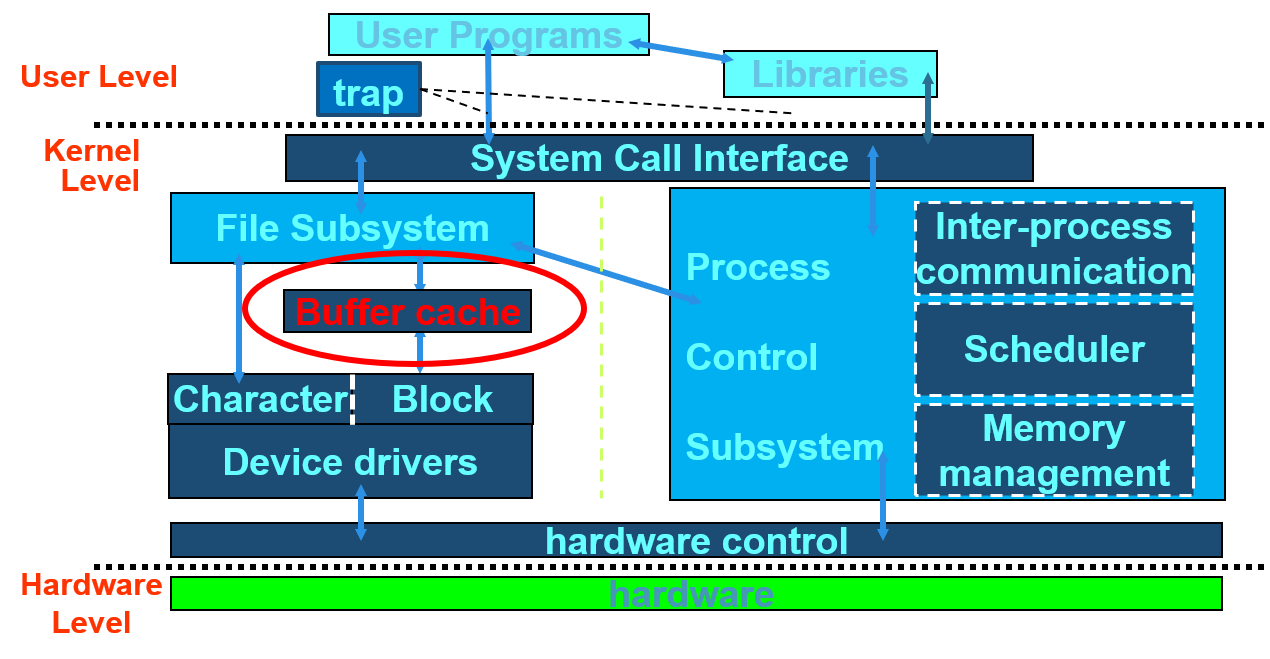 User Programs
User Level
Libraries
trap
Kernel
Level
System Call Interface
File Subsystem
Inter-process
communication
Process
Buffer cache
Control
Scheduler
Character
Block
Subsystem
Memory
management
Device drivers
hardware control
Hardware
Level
hardware